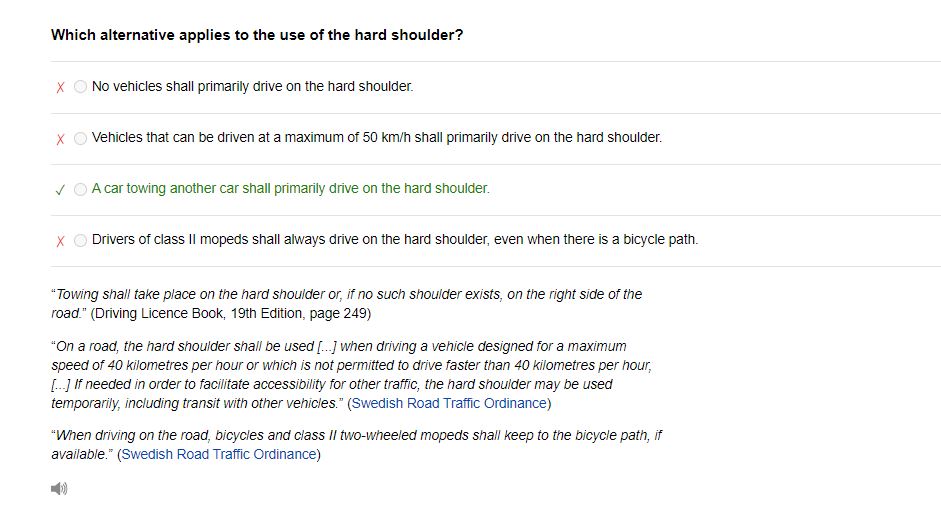 Which alternative applies to the use of the hard shoulder?
✗ No vehicles shall primarily drive on the hard shoulder.
✗ Vehicles that can be driven at a maximum of 50 km/h shall primarily drive on the hard shoulder.
✓ A car towing another car shall primarily drive on the hard shoulder.
✗ Drivers of class II mopeds shall always drive on the hard shoulder, even when there is a bicycle path.
“Towing shall take place on the hard shoulder or, if no such shoulder exists, on the right side of the
road.” (Driving Licence Book, 19th Edition, page 249)
“On a road, the hard shoulder shall be used [...] when driving a vehicle designed for a maximum
speed of 40 kilometres per hour or which is not permitted to drive faster than 40 kilometres per hour,
[...] If needed in order to facilitate accessibility for other traffic, the hard shoulder may be used
temporarily, including transit with other vehicles.” (Swedish Road Traffic Ordinance)
“When driving on the road, bicycles and class II two-wheeled mopeds shall keep to the bicycle path, if
available.” (Swedish Road Traffic Ordinance)